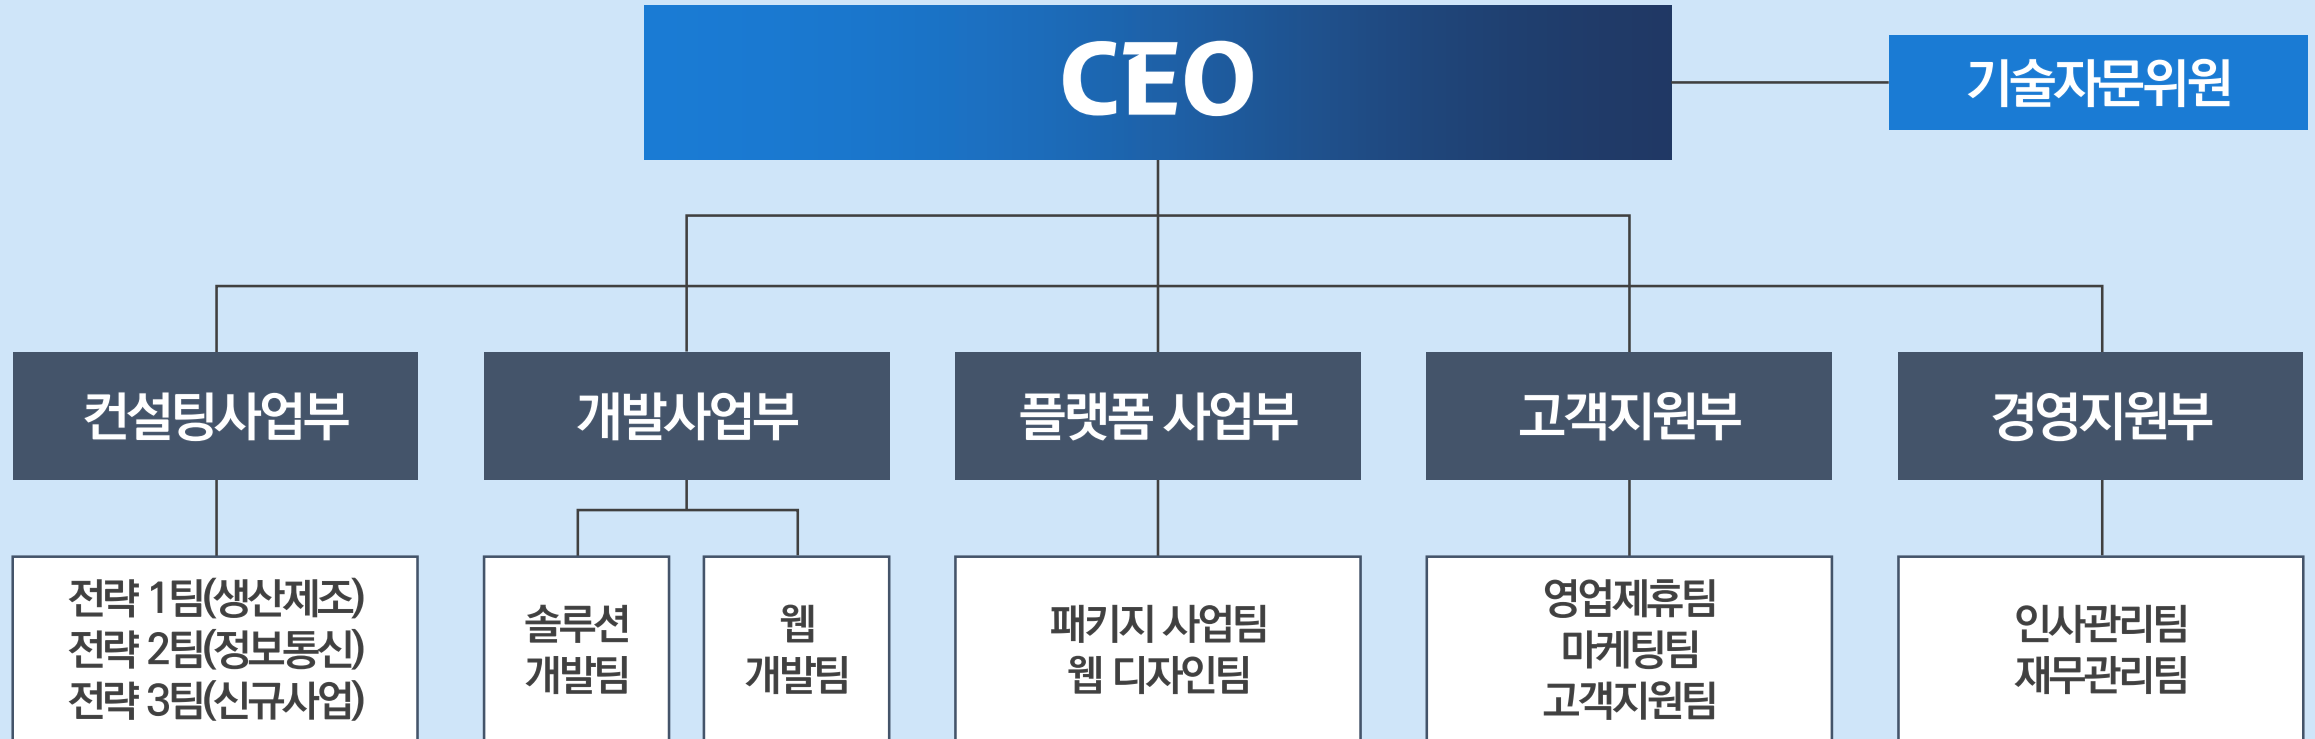 CEO
기술자문위원
컨설팅사업부
개발사업부
플랫폼 사업부
고객지원부
경영지원부
전략 1팀(생산제조)
전략 2팀(정보통신)
전략 3팀(신규사업)
솔루션
개발팀
웹
개발팀
패키지 사업팀
웹 디자인팀
영업제휴팀
마케팅팀
고객지원팀
인사관리팀
재무관리팀